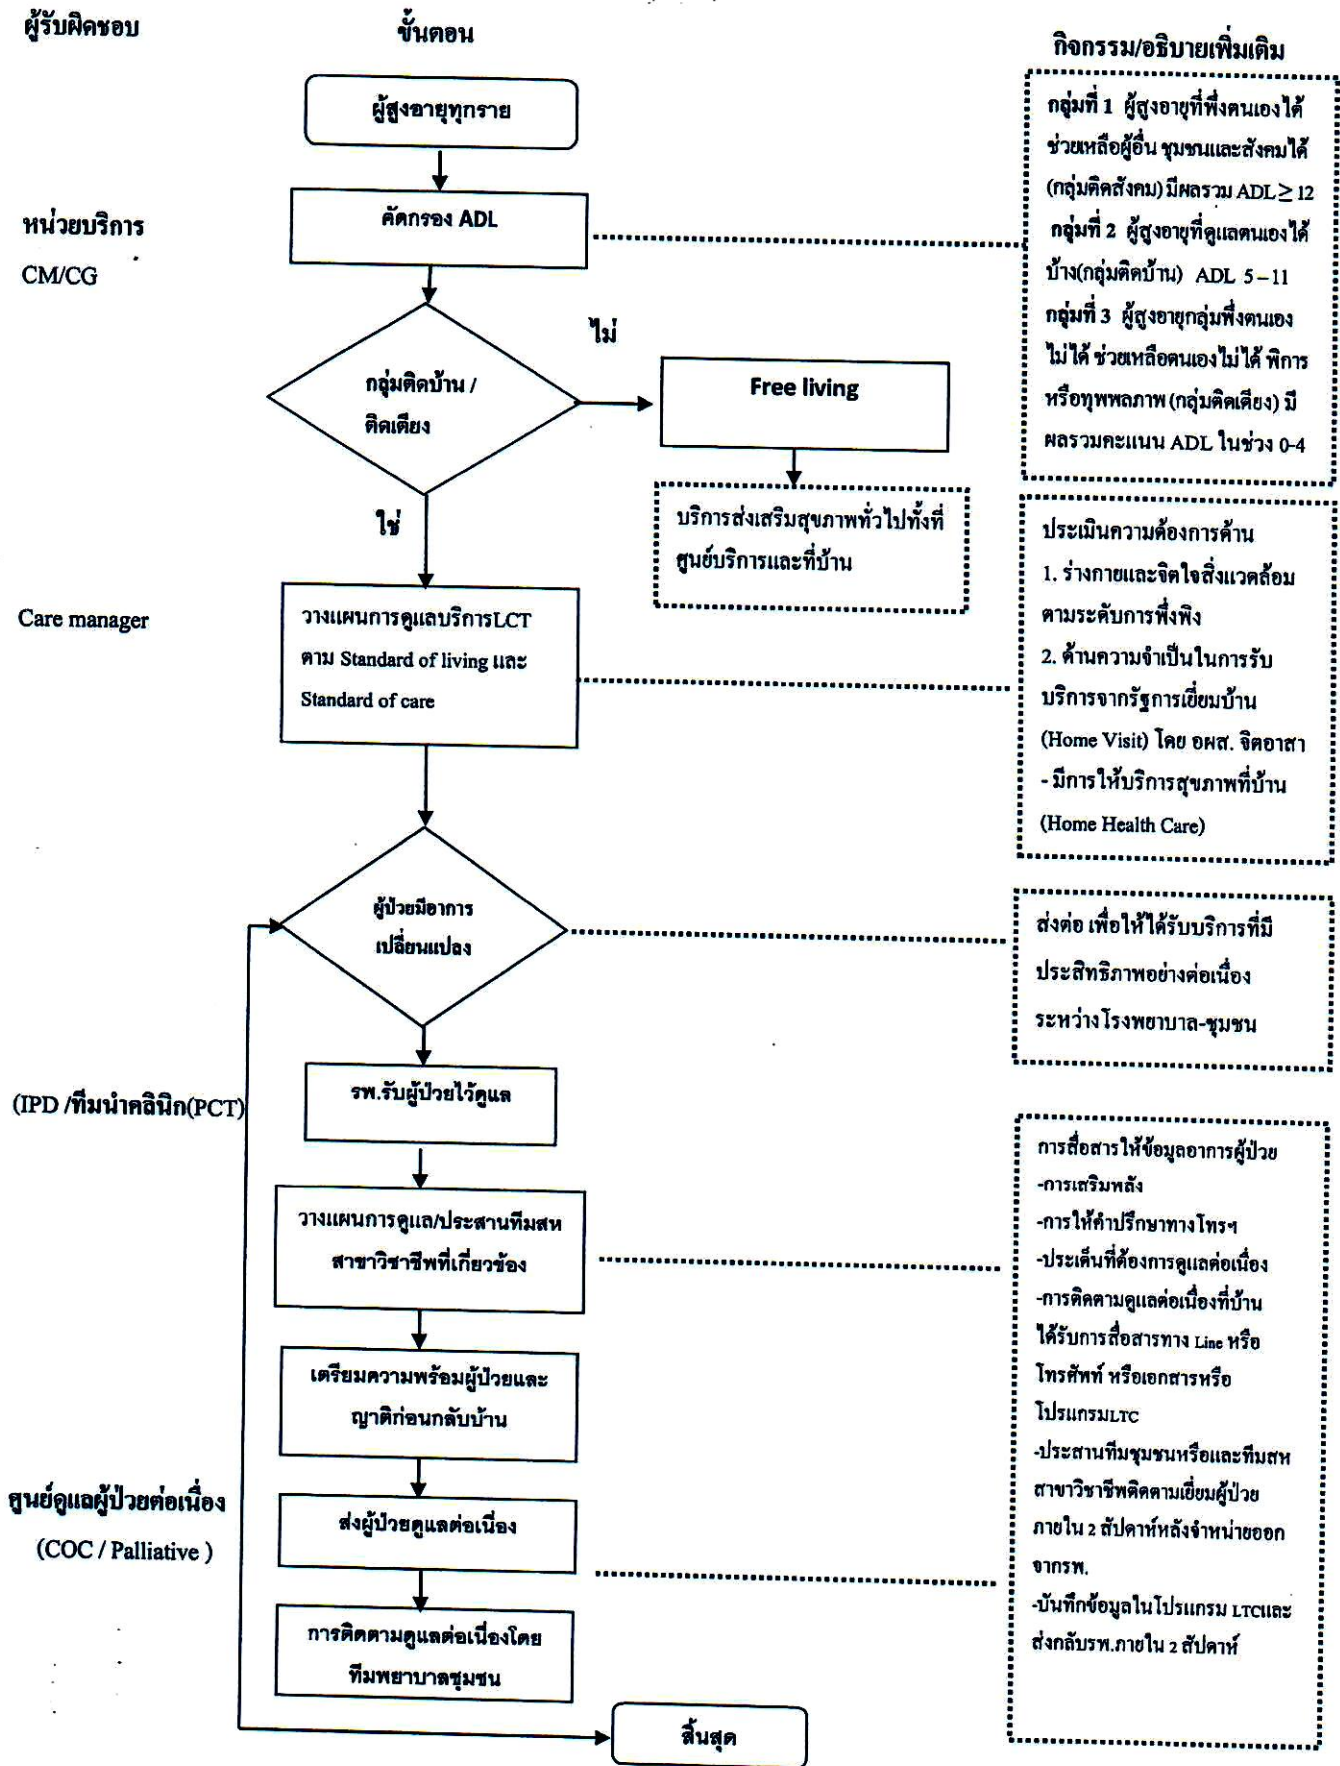 ผู้รับผิดชอบ
ขั้นตอน
กิจกรรม/อธิบายเพิ่มเติม
ผู้สูงอายุทุกราย
กลุ่มที่ 1 ผู้สูงอายุที่พึ่งตนเองได้
ช่วยเหลือผู้อื่น ชุมชนและสังคมได้
(กลุ่มติดสังคม) มีผลรวม ADL ≥ 12
กลุ่มที่ 2 ผู้สูงอายุที่ดูแลตนเองได้
บ้าง(กลุ่มติดบ้าน) ADL 5–11
กลุ่มที่ 3 ผู้สูงอายุกลุ่มพึ่งตนเอง
ไม่ได้ ช่วยเหลือตนเองไม่ได้ พิการ
หรือทุพพลภาพ (กลุ่มติดเตียง) มี
ผลรวมคะแนน ADL ในช่วง 0-4
หน่วยบริการ
CM/CG
คัดกรอง ADL
กลุ่มติดบ้าน /
ติดเตียง
ไม่
Free living
บริการส่งเสริมสุขภาพทั่วไปทั้งที่
ศูนย์บริการและที่บ้าน
ใช่
Care manager
วางแผนการดูแลบริการLCT
ตาม Standard of living และ
Standard of care
ประเมินความต้องการด้าน
1. ร่างกายและจิตใจสิ่งแวดล้อม
ตามระดับการพึ่งพิง
2. ด้านความจำเป็นในการรับ
บริการจากรัฐการเยี่ยมบ้าน
(Home Visit) โดย อผส. จิตอาสา
- มีการให้บริการสุขภาพที่บ้าน
(Home Health Care)
ผู้ป่วยมีอาการ
เปลี่ยนแปลง
ส่งต่อ เพื่อให้ได้รับบริการที่มี
ประสิทธิภาพอย่างต่อเนื่อง
ระหว่างโรงพยาบาล-ชุมชน
(IPD /ทีมนำคลินิก(PCT)
รพ.รับผู้ป่วยไว้ดูแล
วางแผนการดูแล/ประสานทีมสห
สาขาวิชาชีพที่เกี่ยวข้อง
เตรียมความพร้อมผู้ป่วยและ
ญาติก่อนกลับบ้าน
การสื่อสารให้ข้อมูลอาการผู้ป่วย
-การเสริมพลัง
-การให้คำปรึกษาทางโทรฯ
-ประเด็นที่ต้องการดูแลต่อเนื่อง
-การติดตามดูแลต่อเนื่องที่บ้าน
ได้รับการสื่อสารทาง Line หรือ
โทรศัพท์ หรือเอกสารหรือ
โปรแกรมLTC
-ประสานทีมชุมชนหรือและทีมสห
สาขาวิชาชีพติดตามเยี่ยมผู้ป่วย
ภายใน 2 สัปดาห์หลังจำหน่ายออก
จากรพ.
-บันทึกข้อมูลในโปรแกรม LTCและ
ส่งกลับรพ.ภายใน 2 สัปดาห์
ศูนย์ดูแลผู้ป่วยต่อเนื่อง
(COC / Palliative )
ส่งผู้ป่วยดูแลต่อเนื่อง
การติดตามดูแลต่อเนื่องโดย
ทีมพยาบาลชุมชน
สิ้นสุด